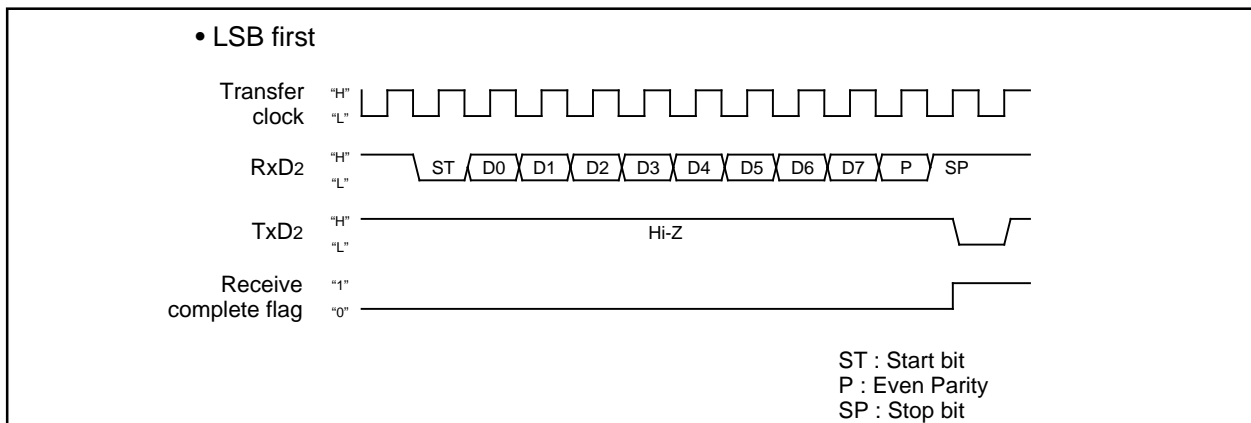 • LSB first
Transfer clock “H” “L”
RxD2 “H” “L” ST D0 D1 D2 D3 D4 D5 D6 D7 P SP
TxD2 “H” “L” Hi-Z
Receive complete flag “1” “0”
ST : Start bit
P : Even Parity
SP : Stop bit